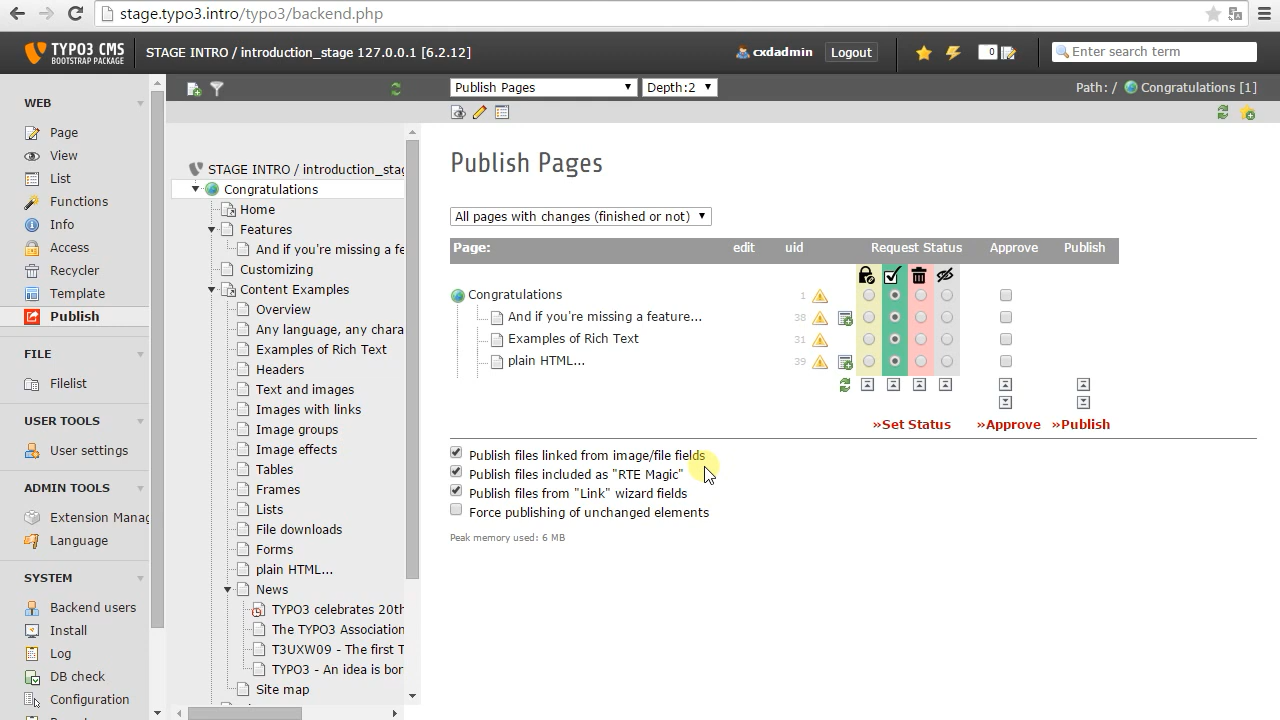 stage.typo3.intro/typo3/backend.php
TYPO3 CMS
BOOTSTRAP PACKAGE
STAGE INTRO / introduction_stage 127.0.0.1 [6.2.12]
cxdadmin
Logout
0
Enter search term
Publish Pages
Depth:2
Path: / Congratulations [1]
WEB
Page
View
List
Functions
Info
Access
Recycler
Template
Publish
FILE
Filelist
USER TOOLS
User settings
ADMIN TOOLS
Extension Manag
Language
SYSTEM
Backend users
Install
Log
DB check
Configuration
STAGE INTRO / introduction_stag
Congratulations
Home
Features
And if you're missing a fe
Customizing
Content Examples
Overview
Any language, any chara
Examples of Rich Text
Headers
Text and images
Images with links
Image groups
Image effects
Tables
Frames
Lists
File downloads
Forms
plain HTML...
News
TYPO3 celebrates 20th
The TYPO3 Association
T3UXW09 - The first T
TYPO3 - An idea is bor
Site map
Publish Pages
All pages with changes (finished or not)
Page: edit uid Request Status Approve Publish
Congratulations 1
And if you're missing a feature... 38
Examples of Rich Text 31
plain HTML... 39
»Set Status »Approve »Publish
Publish files linked from image/file fields
Publish files included as "RTE Magic"
Publish files from "Link" wizard fields
Force publishing of unchanged elements
Peak memory used: 6 MB